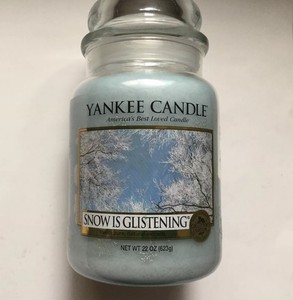 YANKEE CANDLE®
America's Best Loved Candle
SNOW IS GLISTENING®
NET WT 22 OZ (623g)